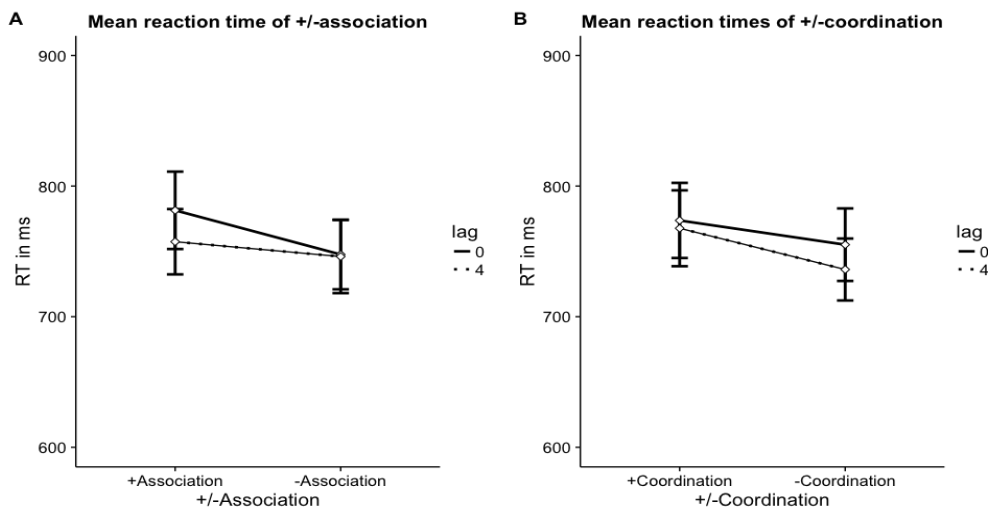 A Mean reaction time of +/-association
900
800
700
600
RT in ms
+Association -Association
+/-Association
lag
0
4
B Mean reaction times of +/-coordination
900
800
700
600
RT in ms
+Coordination -Coordination
+/-Coordination
lag
0
4